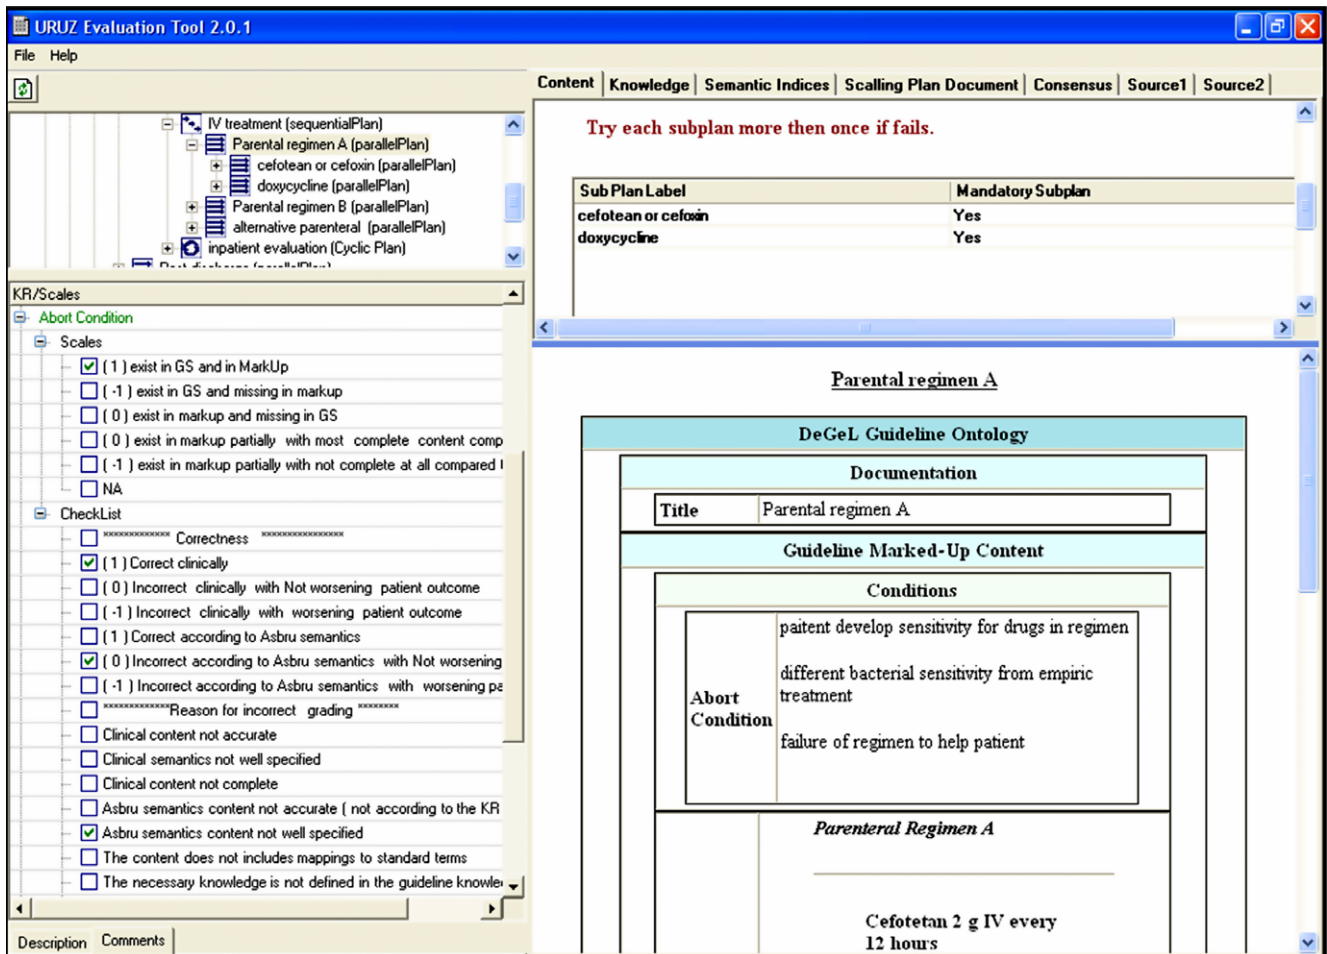 URUZ Evaluation Tool 2.0.1
File Help
IV treatment (sequentialPlan)
Parental regimen A (parallelPlan)
cefotean or cefoxin (parallelPlan)
doxycycline (parallelPlan)
Parental regimen B (parallelPlan)
alternative parenteral (parallelPlan)
inpatient evaluation (Cyclic Plan)
KR/Scales
Abort Condition
Scales
( 1 ) exist in GS and in MarkUp
( -1 ) exist in GS and missing in markup
( 0 ) exist in markup and missing in GS
( 0 ) exist in markup partially with most complete content comp
( -1 ) exist in markup partially with not complete at all compared
NA
CheckList
************* Correctness ****************
( 1 ) Correct clinically
( 0 ) Incorrect clinically with Not worsening patient outcome
( -1 ) Incorrect clinically with worsening patient outcome
( 1 ) Correct according to Asbru semantics
( 0 ) Incorrect according to Asbru semantics with Not worsening
( -1 ) Incorrect according to Asbru semantics with worsening pa
*************Reason for incorrect grading ********
Clinical content not accurate
Clinical semantics not well specified
Clinical content not complete
Asbru semantics content not accurate ( not according to the KR
Asbru semantics content not well specified
The content does not includes mappings to standard terms
The necessary knowledge is not defined in the guideline knowle
Description Comments
Content Knowledge Semantic Indices Scalling Plan Document Consensus Source1 Source2
Try each subplan more then once if fails.
Sub Plan Label Mandatory Subplan
cefotean or cefoxin Yes
doxycycline Yes
Parental regimen A
DeGeL Guideline Ontology
Documentation
Title Parental regimen A
Guideline Marked-Up Content
Conditions
Abort Condition
paitent develop sensitivity for drugs in regimen
different bacterial sensitivity from empiric
treatment
failure of regimen to help patient
Parenteral Regimen A
Cefotetan 2 g IV every
12 hours